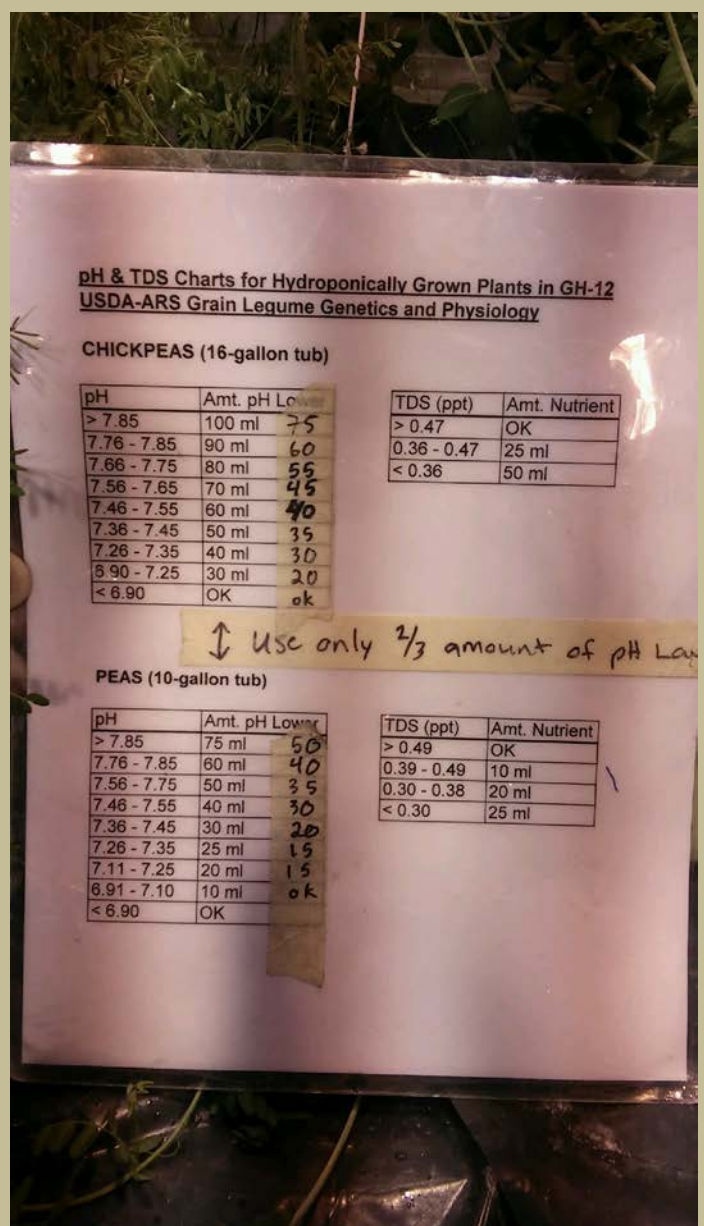 pH & TDS Charts for Hydroponically Grown Plants in GH-12
USDA-ARS Grain Legume Genetics and Physiology
CHICKPEAS (16-gallon tub)
pH Amt. pH Lower
> 7.85 100 ml 75
7.76 - 7.85 90 ml 60
7.66 - 7.75 80 ml 55
7.56 - 7.65 70 ml 45
7.46 - 7.55 60 ml 40
7.36 - 7.45 50 ml 35
7.26 - 7.35 40 ml 30
6.90 - 7.25 30 ml 20
< 6.90 OK ok
TDS (ppt) Amt. Nutrient
> 0.47 OK
0.36 - 0.47 25 ml
< 0.36 50 ml
↕ Use only 2/3 amount of pH Low
PEAS (10-gallon tub)
pH Amt. pH Lower
> 7.85 75 ml 50
7.76 - 7.85 60 ml 40
7.56 - 7.75 50 ml 35
7.46 - 7.55 40 ml 30
7.36 - 7.45 30 ml 20
7.26 - 7.35 25 ml 15
7.11 - 7.25 20 ml 15
6.91 - 7.10 10 ml ok
< 6.90 OK
TDS (ppt) Amt. Nutrient
> 0.49 OK
0.39 - 0.49 10 ml
0.30 - 0.38 20 ml
< 0.30 25 ml